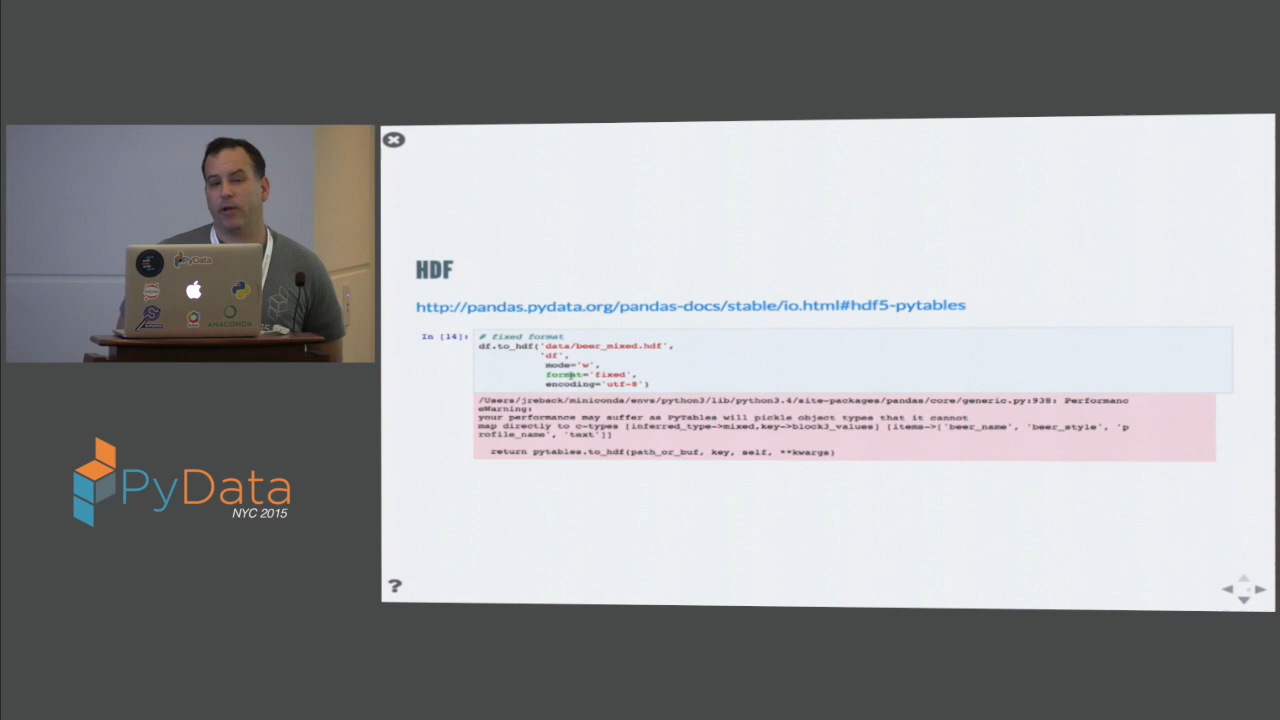 HDF
http://pandas.pydata.org/pandas-docs/stable/io.html#hdf5-pytables
In [14]: # fixed format
df.to_hdf('data/beer_mixed.hdf',
'df',
mode='w',
format='fixed',
encoding='utf-8')
/Users/jreback/miniconda/envs/python3/lib/python3.4/site-packages/pandas/core/generic.py:938: Performanc
eWarning:
your performance may suffer as PyTables will pickle object types that it cannot
map directly to c-types [inferred_type->mixed,key->block3_values] [items->['beer_name', 'beer_style', 'p
rofile_name', 'text']]
return pytables.to_hdf(path_or_buf, key, self, **kwargs)
?
PyData
ANACONDA
PyData
NYC 2015